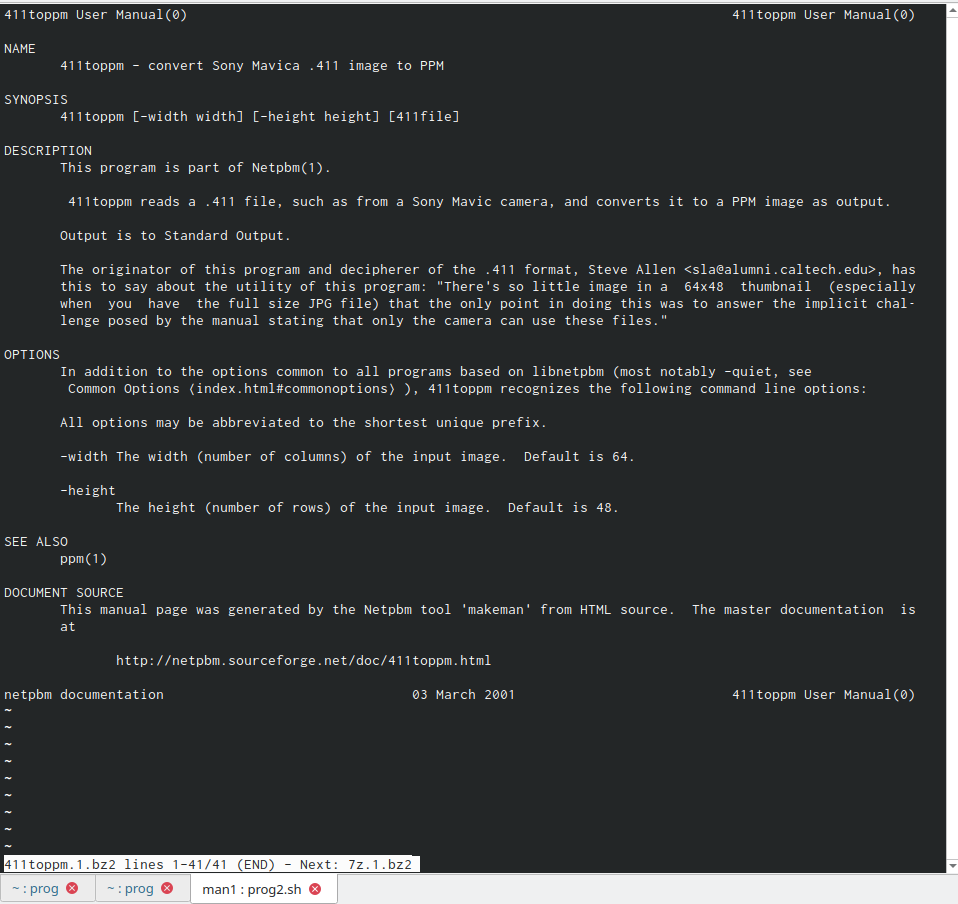 411toppm User Manual(0)                                                                    411toppm User Manual(0)
NAME
411toppm - convert Sony Mavica .411 image to PPM
SYNOPSIS
411toppm [-width width] [-height height] [411file]
DESCRIPTION
This program is part of Netpbm(1).
411toppm reads a .411 file, such as from a Sony Mavic camera, and converts it to a PPM image as output.
Output is to Standard Output.
The originator of this program and decipherer of the .411 format, Steve Allen <sla@alumni.caltech.edu>, has
this to say about the utility of this program: "There's so little image in a  64x48  thumbnail  (especially
when  you  have  the full size JPG file) that the only point in doing this was to answer the implicit chal-
lenge posed by the manual stating that only the camera can use these files."
OPTIONS
In addition to the options common to all programs based on libnetpbm (most notably -quiet, see
Common Options ⟨index.html#commonoptions⟩ ), 411toppm recognizes the following command line options:
All options may be abbreviated to the shortest unique prefix.
-width The width (number of columns) of the input image.  Default is 64.
-height
The height (number of rows) of the input image.  Default is 48.
SEE ALSO
ppm(1)
DOCUMENT SOURCE
This manual page was generated by the Netpbm tool 'makeman' from HTML source.  The master documentation  is
at
http://netpbm.sourceforge.net/doc/411toppm.html
netpbm documentation                               03 March 2001                           411toppm User Manual(0)
~
~
~
~
~
~
~
~
~
411toppm.1.bz2 lines 1-41/41 (END) - Next: 7z.1.bz2
~ : prog ~ : prog man1 : prog2.sh